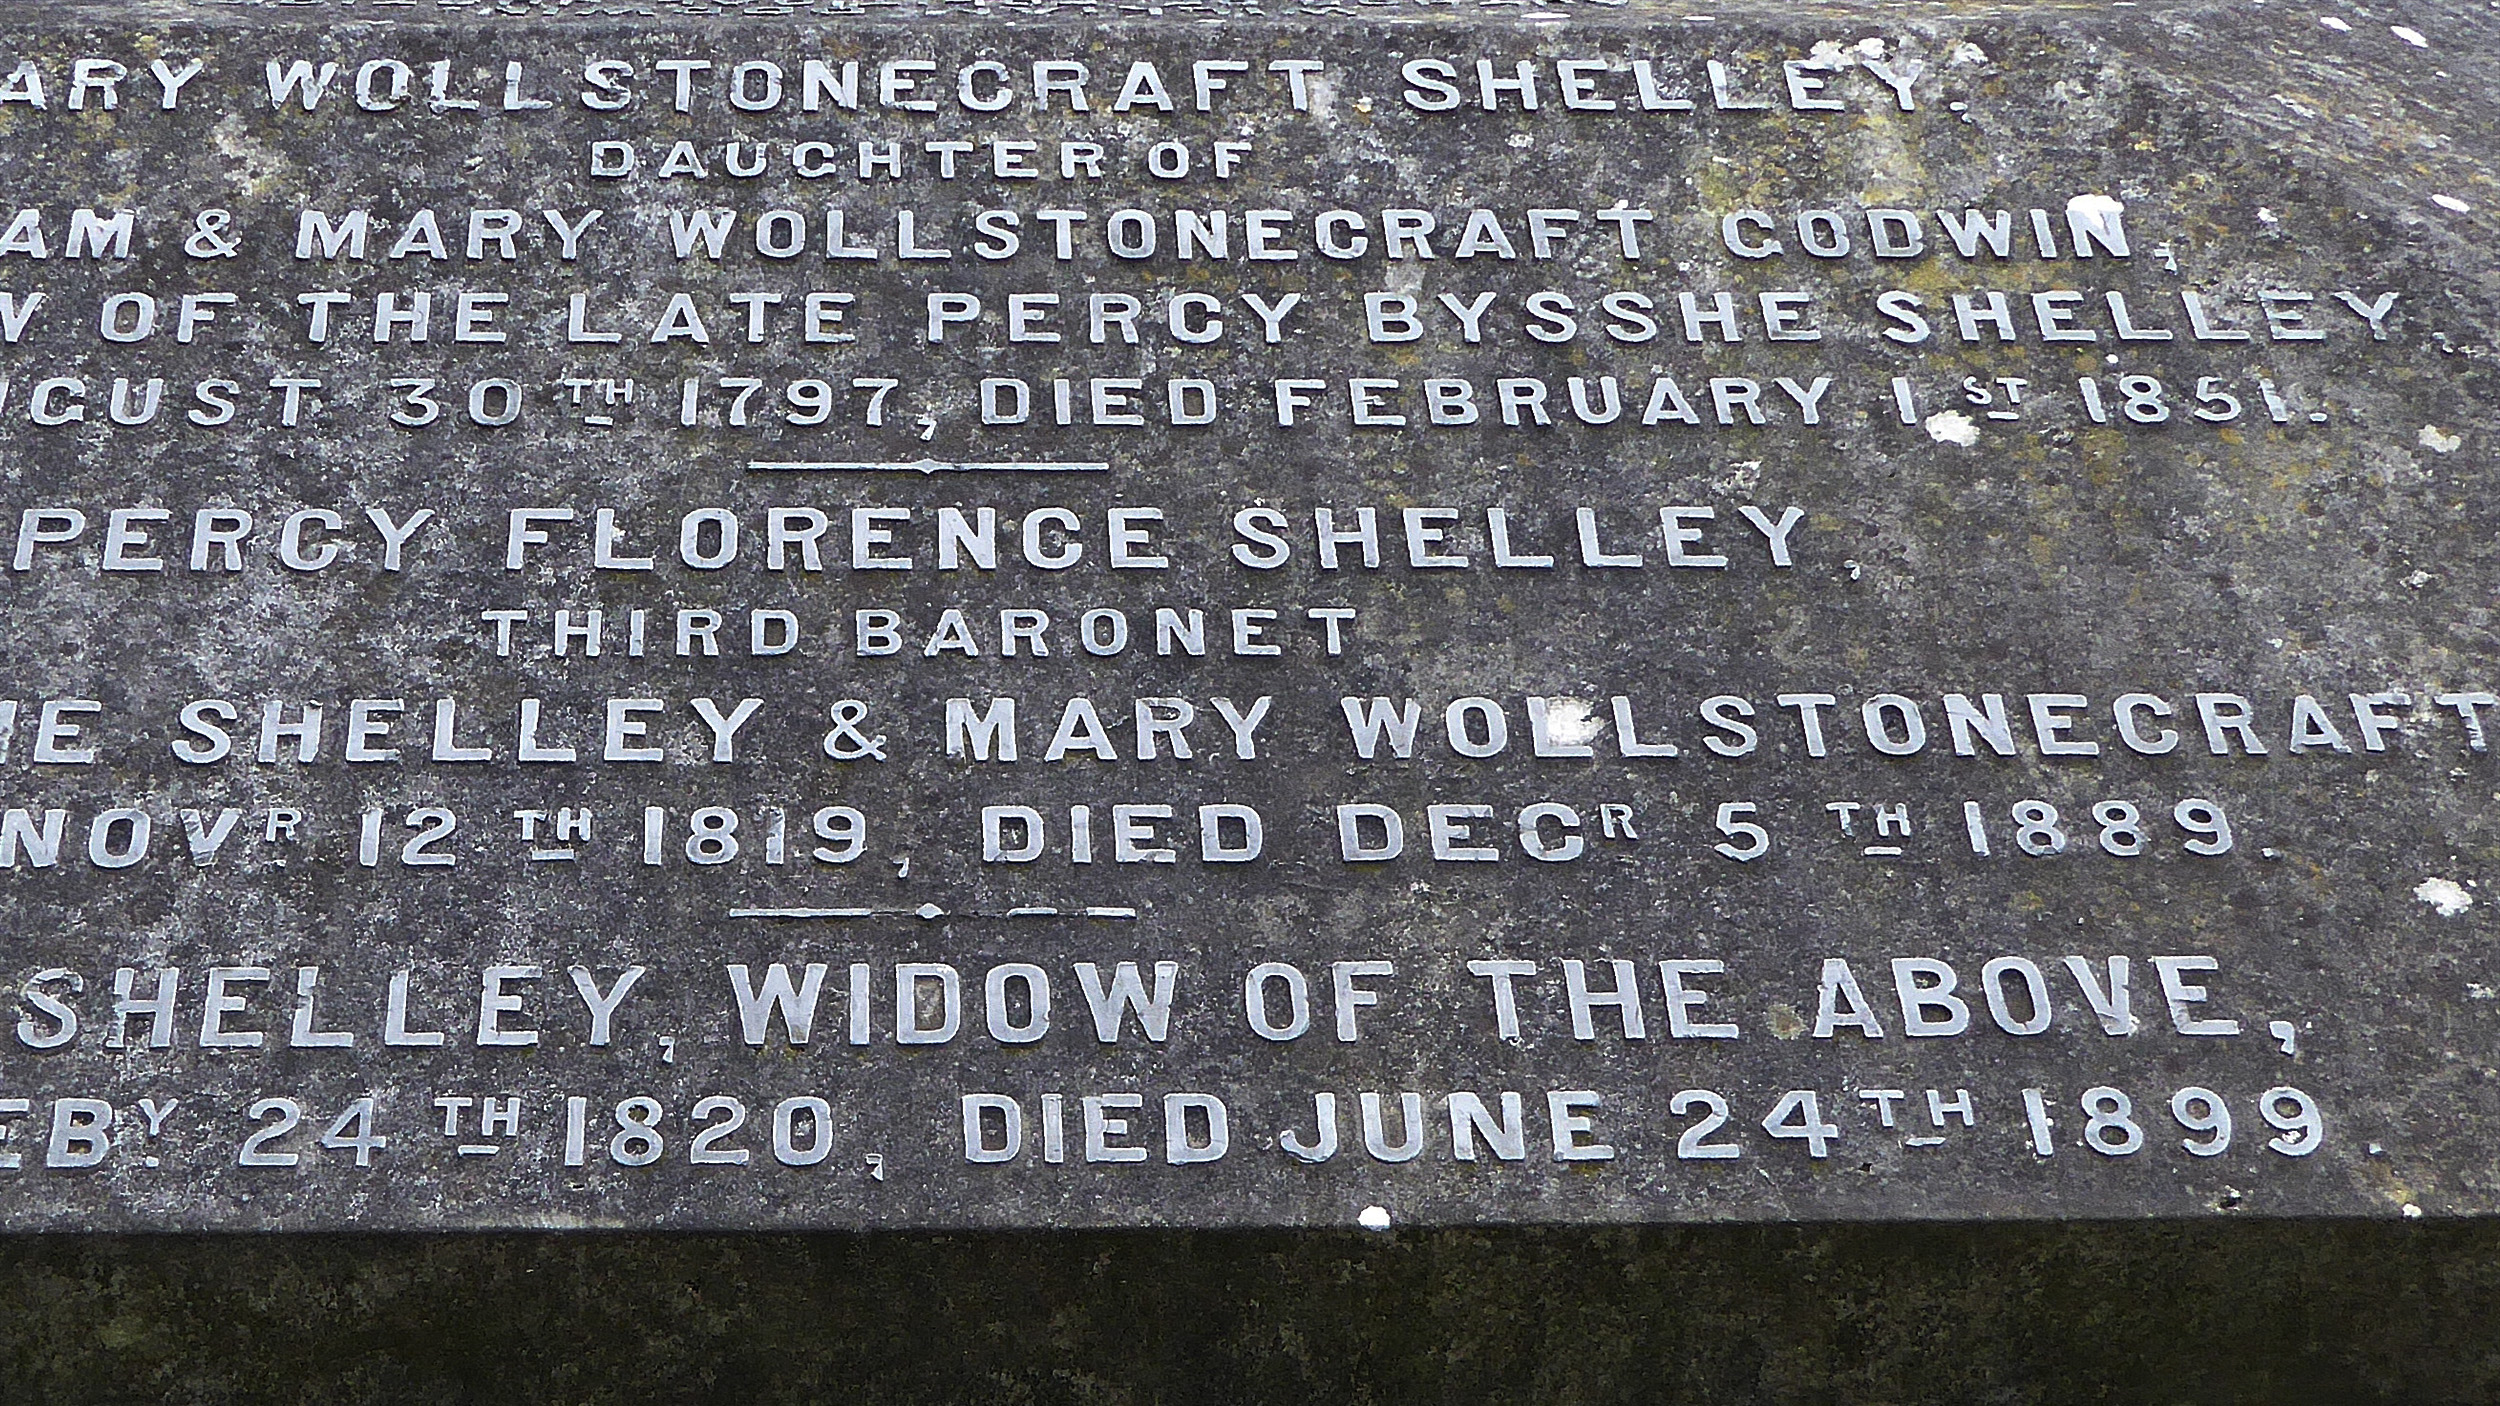 ARY WOLLSTONECRAFT SHELLEY.
DAUGHTER OF
AM & MARY WOLLSTONECRAFT GODWIN,
W OF THE LATE PERCY BYSSHE SHELLEY
UGUST 30TH 1797, DIED FEBRUARY 1ST 1851.
PERCY FLORENCE SHELLEY,
THIRD BARONET
HE SHELLEY & MARY WOLLSTONECRAFT
NOVR 12TH 1819, DIED DECR 5TH 1889.
SHELLEY, WIDOW OF THE ABOVE,
EBY 24TH 1820, DIED JUNE 24TH 1899.